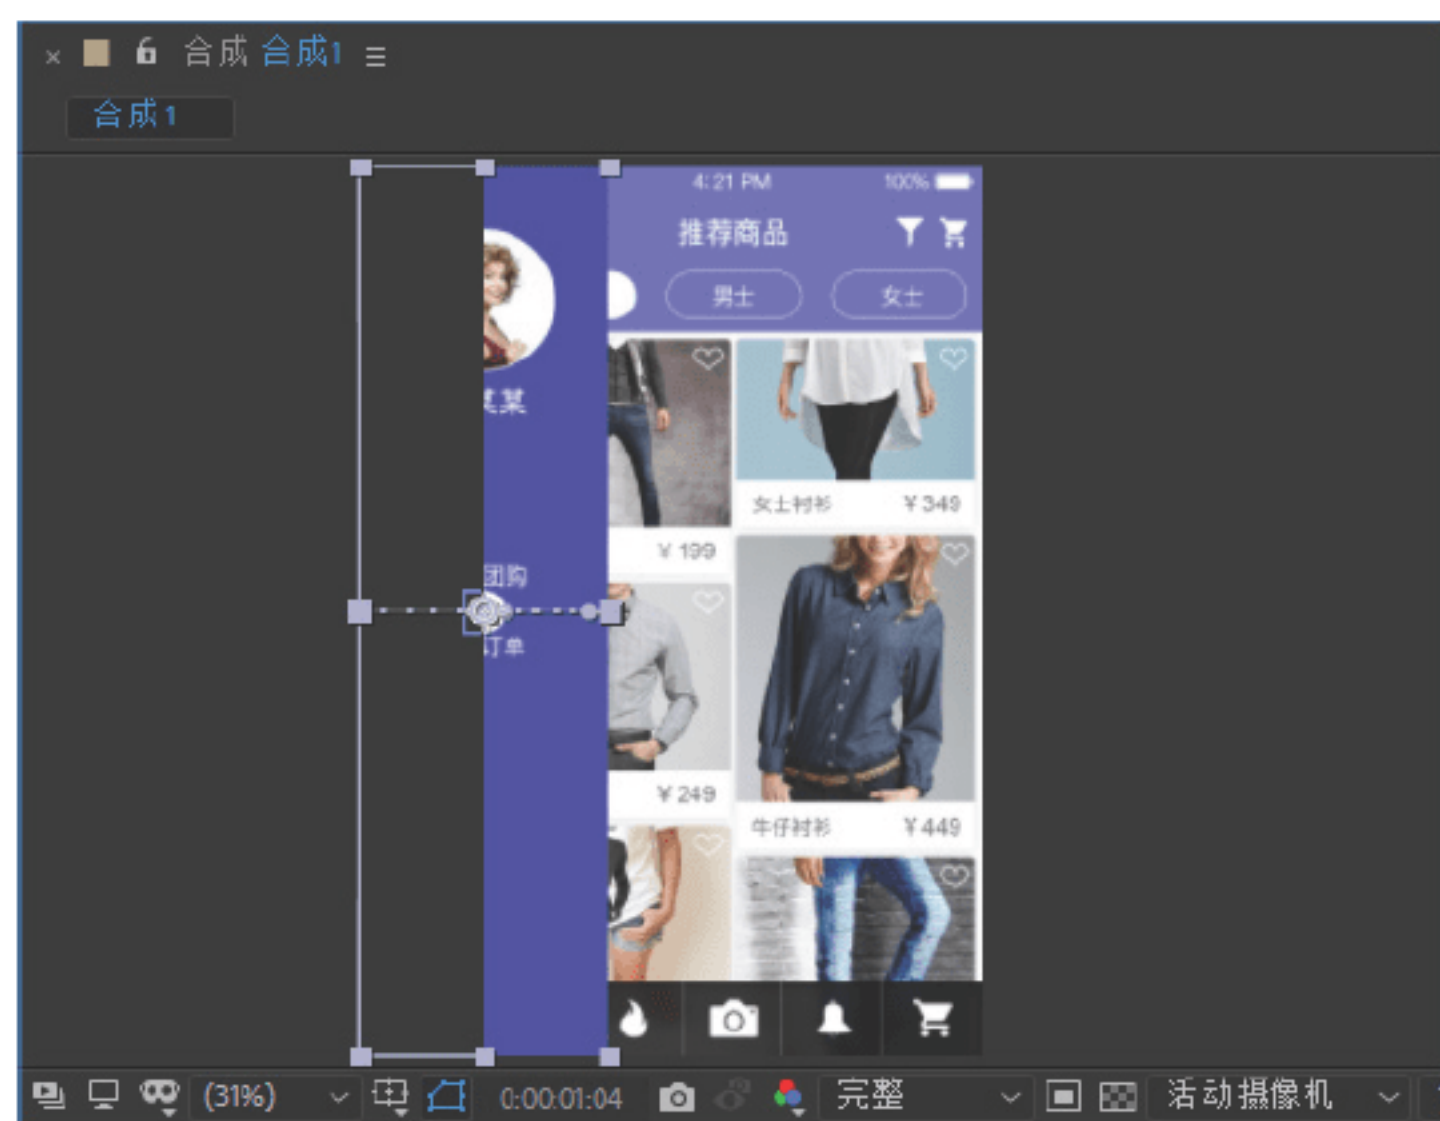 合成 合成1
合成1
4:21 PM 100%
推荐商品
男士 女士
某
女士衬衫 ¥349
¥199
团购
订单
¥249
牛仔衬衫 ¥449
(31%) 0:00:01:04 完整 活动摄像机